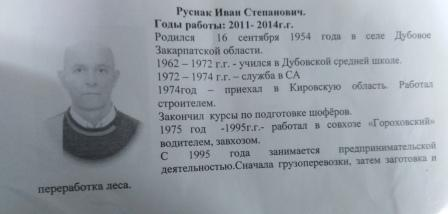 Руснак Иван Степанович.
Годы работы: 2011- 2014г.г.
Родился 16 сентября 1954 года в селе Дубовое
Закарпатской области.
1962 – 1972 г.г. - учился в Дубовской средней школе.
1972 – 1974 г.г. – служба в СА
1974год – приехал в Кировскую область. Работал
строителем.
Закончил курсы по подготовке шофёров.
1975 год -1995г.г.- работал в совхозе «Гороховский»
водителем, завхозом.
С 1995 года занимается предпринимательской
деятельностью.Сначала грузоперевозки, затем заготовка и
переработка леса.